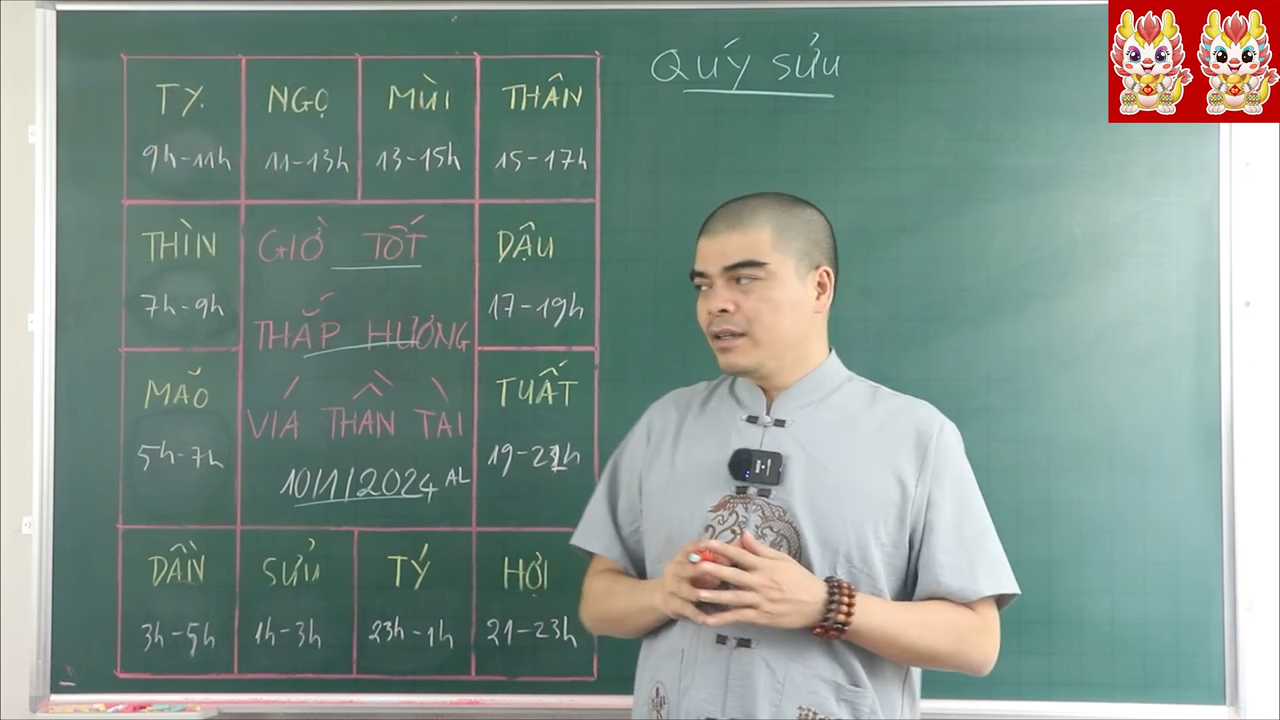 QUÝ SỬU
TỴ.
9h-11h
NGỌ
11-13h
MÙI
13-15h
THÂN
15-17h
THÌN
7h-9h
GIỜ TỐT
THẮP HƯƠNG
VÍA THẦN TÀI
10/1/2024 AL
DẬU
17-19h
MÃO
5h-7h
TUẤT
19-21h
DẦN
3h-5h
SỬU
1h-3h
TÝ
23h-1h
HỢI
21-23h